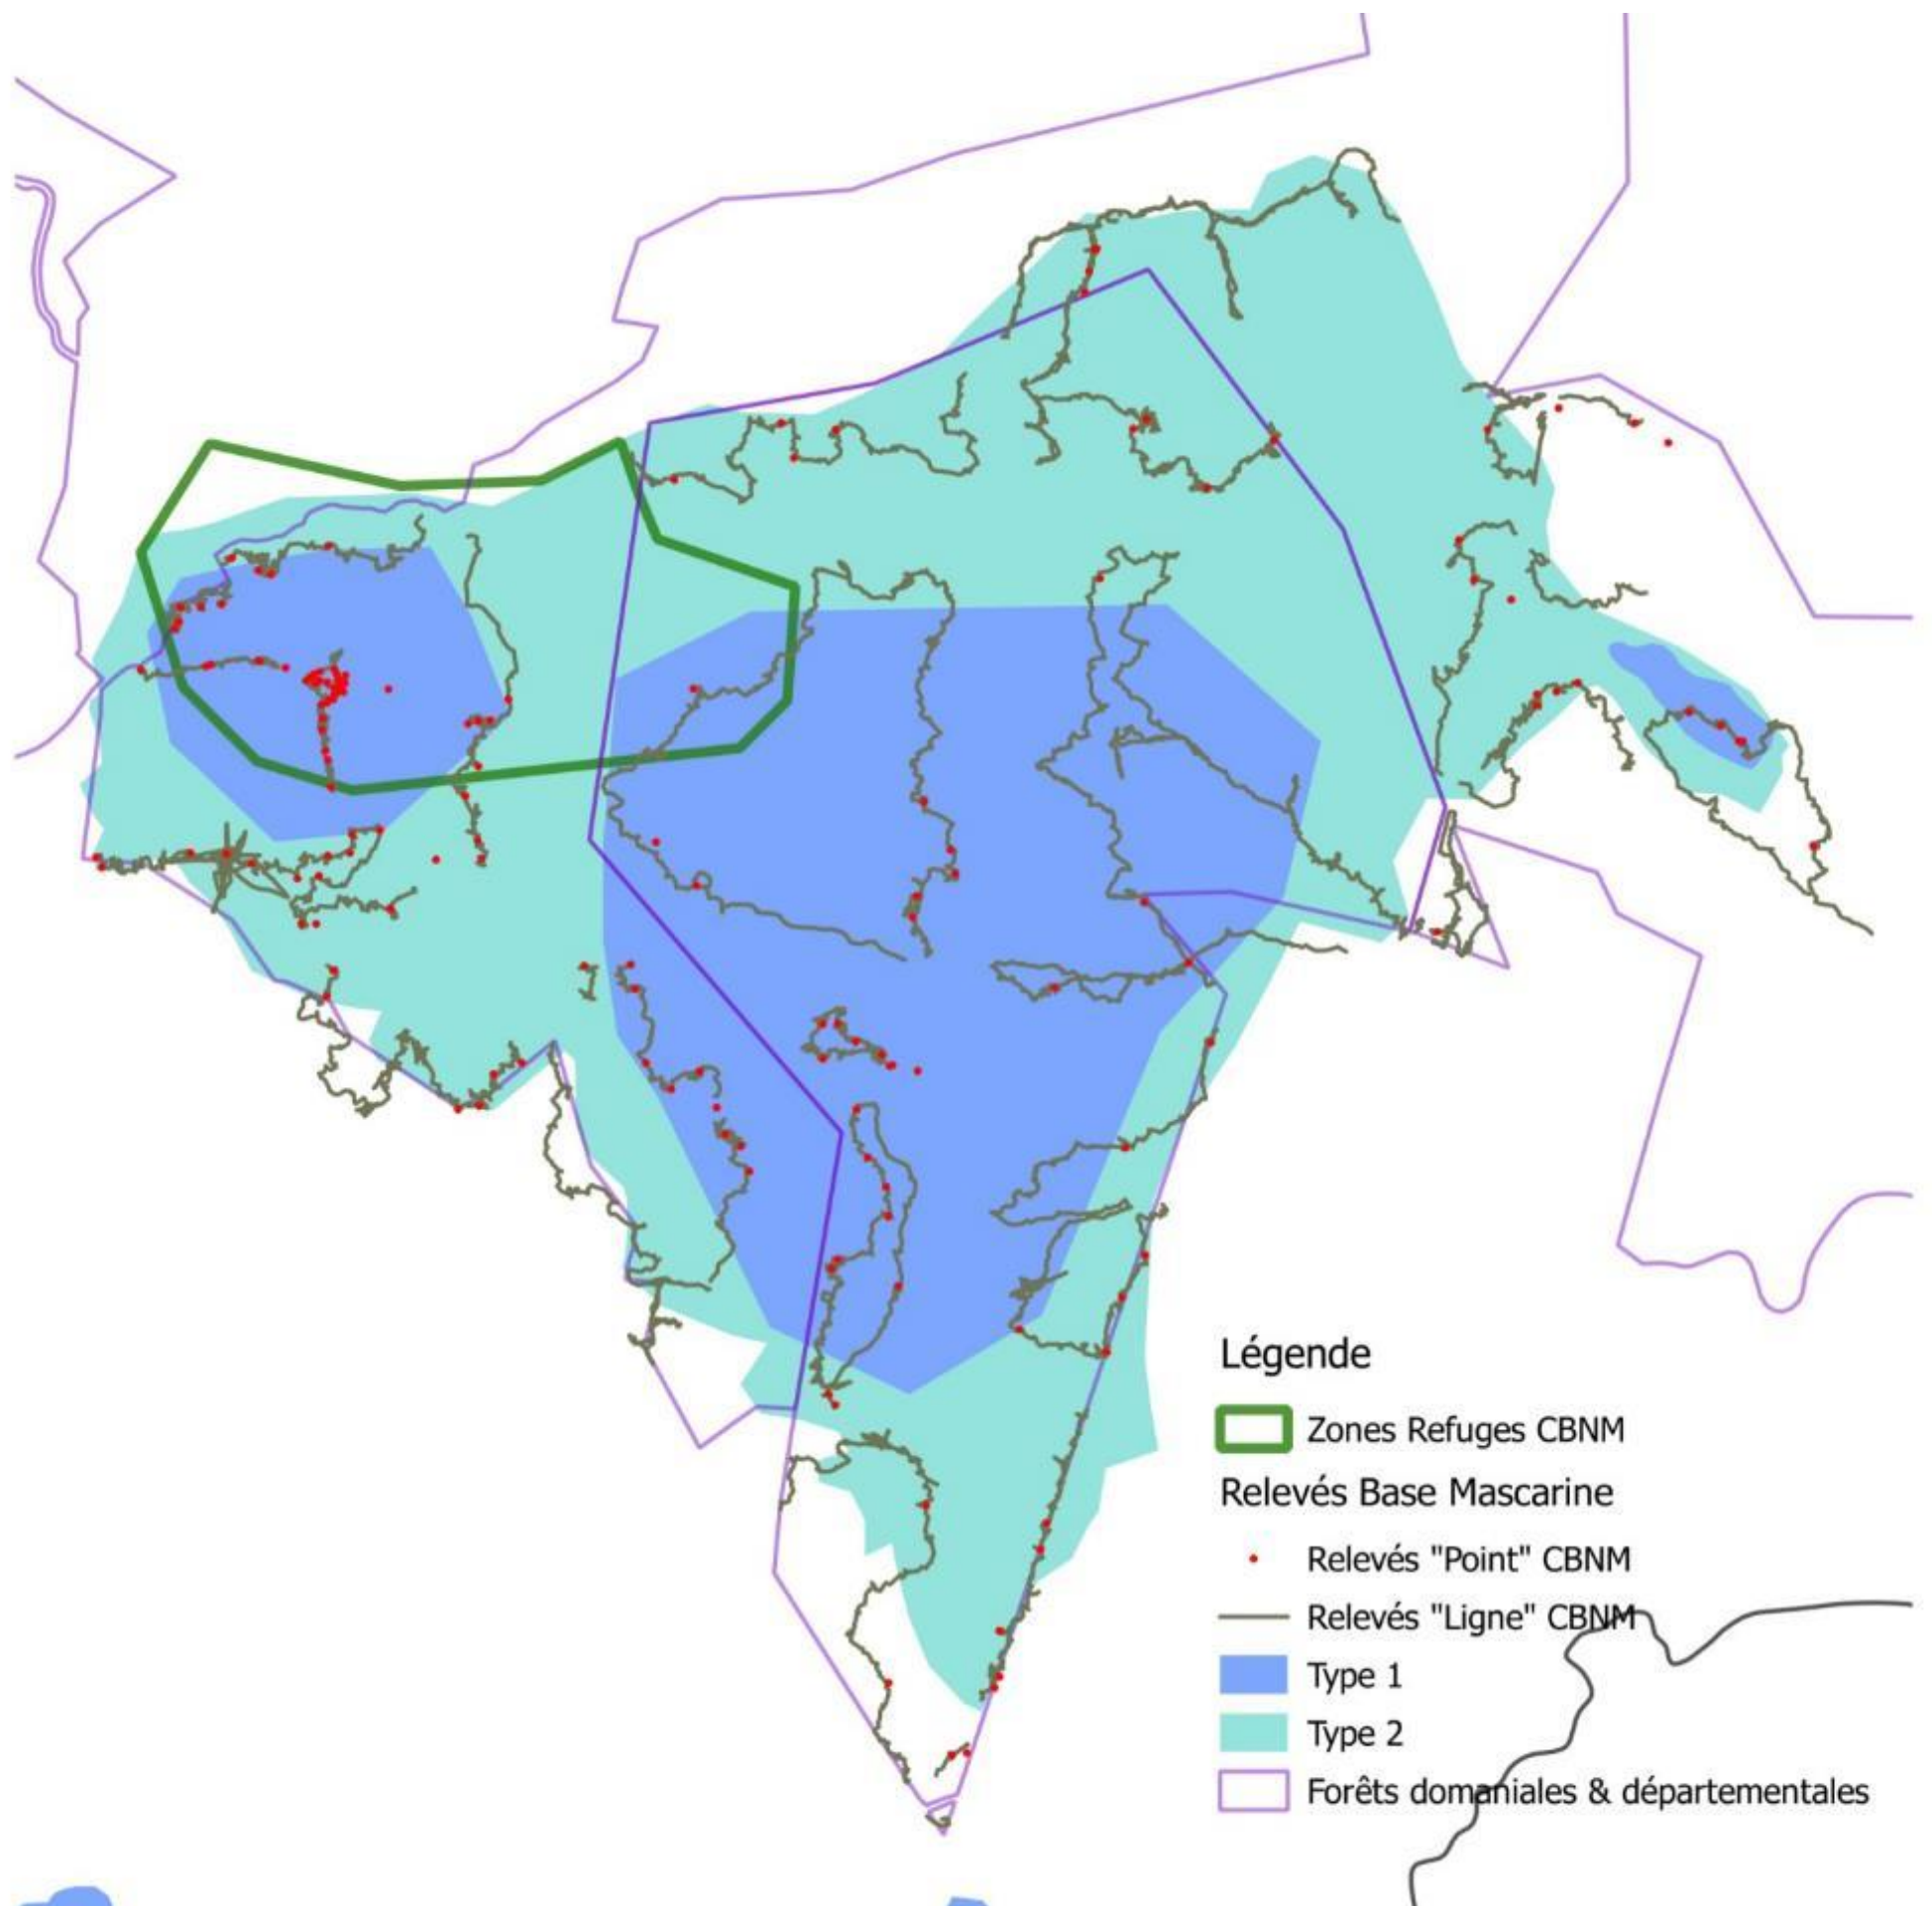 Légende
Zones Refuges CBNM
Relevés Base Mascarine
Relevés "Point" CBNM
Relevés "Ligne" CBNM
Type 1
Type 2
Forêts domaniales & départementales